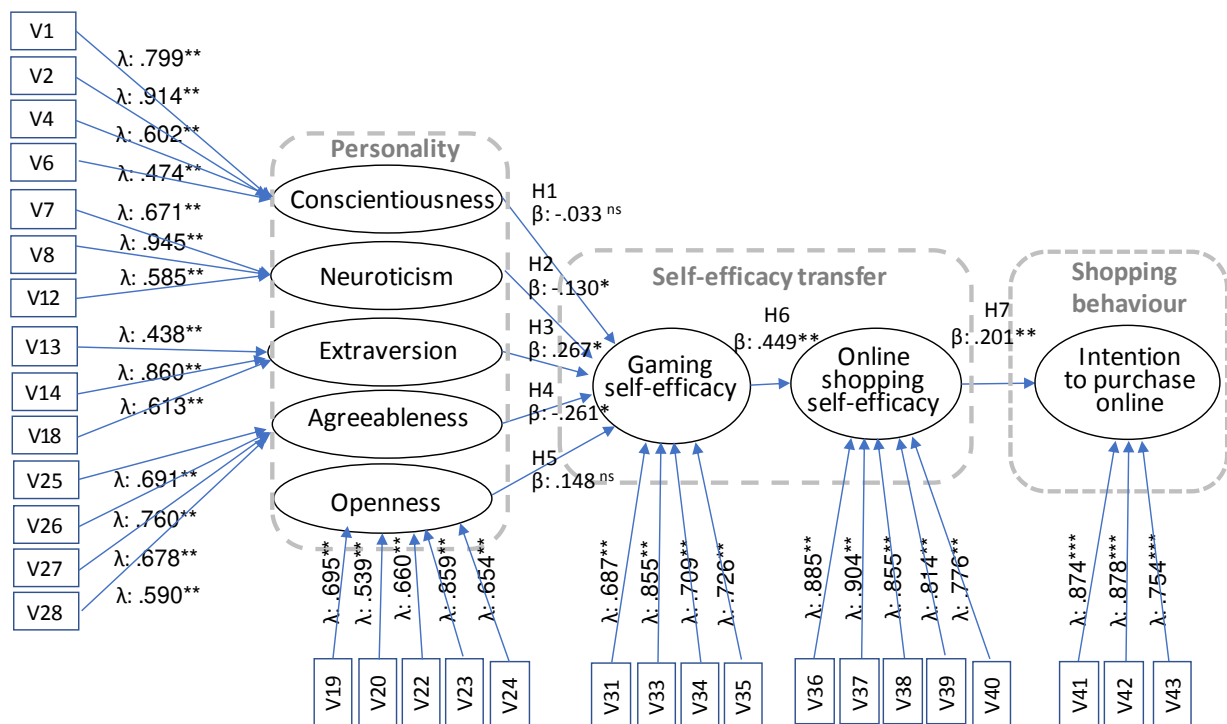 V1
λ: .799**
V2
λ: .914**
V4
λ: .602**
V6
λ: .474**
V7
λ: .671**
V8
λ: .945**
V12
λ: .585**
V13
λ: .438**
V14
λ: .860**
V18
λ: .613**
V25
λ: .691**
V26
λ: .760**
V27
λ: .678**
V28
λ: .590**
Personality
Conscientiousness
Neuroticism
Extraversion
Agreeableness
Openness
H1
β: -.033 ns
H2
β: -.130*
H3
β: .267*
H4
β: -.261*
H5
β: .148 ns
Self-efficacy transfer
Gaming
self-efficacy
H6
β: .449**
Online
shopping
self-efficacy
H7
β: .201**
Shopping
behaviour
Intention
to purchase
online
λ: .695**
λ: .539**
λ: .660**
λ: .859**
λ: .654**
V19
V20
V22
V23
V24
λ: .687**
λ: .855**
λ: .709**
λ: .726**
V31
V33
V34
V35
λ: .885**
λ: .904**
λ: .855**
λ: .814**
λ: .776**
V36
V37
V38
V39
V40
λ: .874***
λ: .878***
λ: .754***
V41
V42
V43